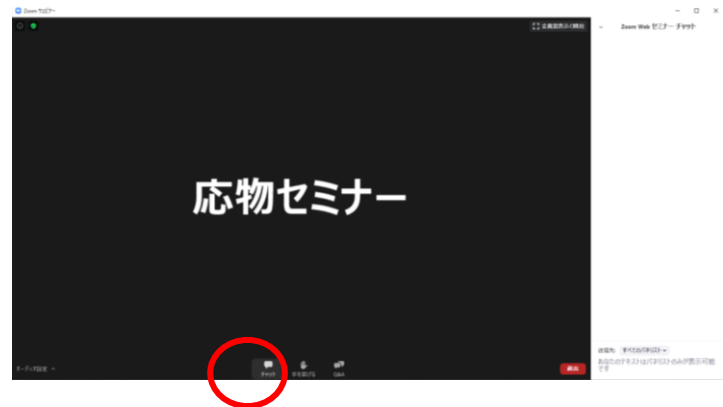 Zoom ウェビナー
全画面表示の開始
Zoom Web セミナー チャット
応物セミナー
送信先: すべてのパネリスト
あなたのテキストはパネリストのみが表示可能
です
オーディオ設定
チャット
手を挙げる
Q&A
退出